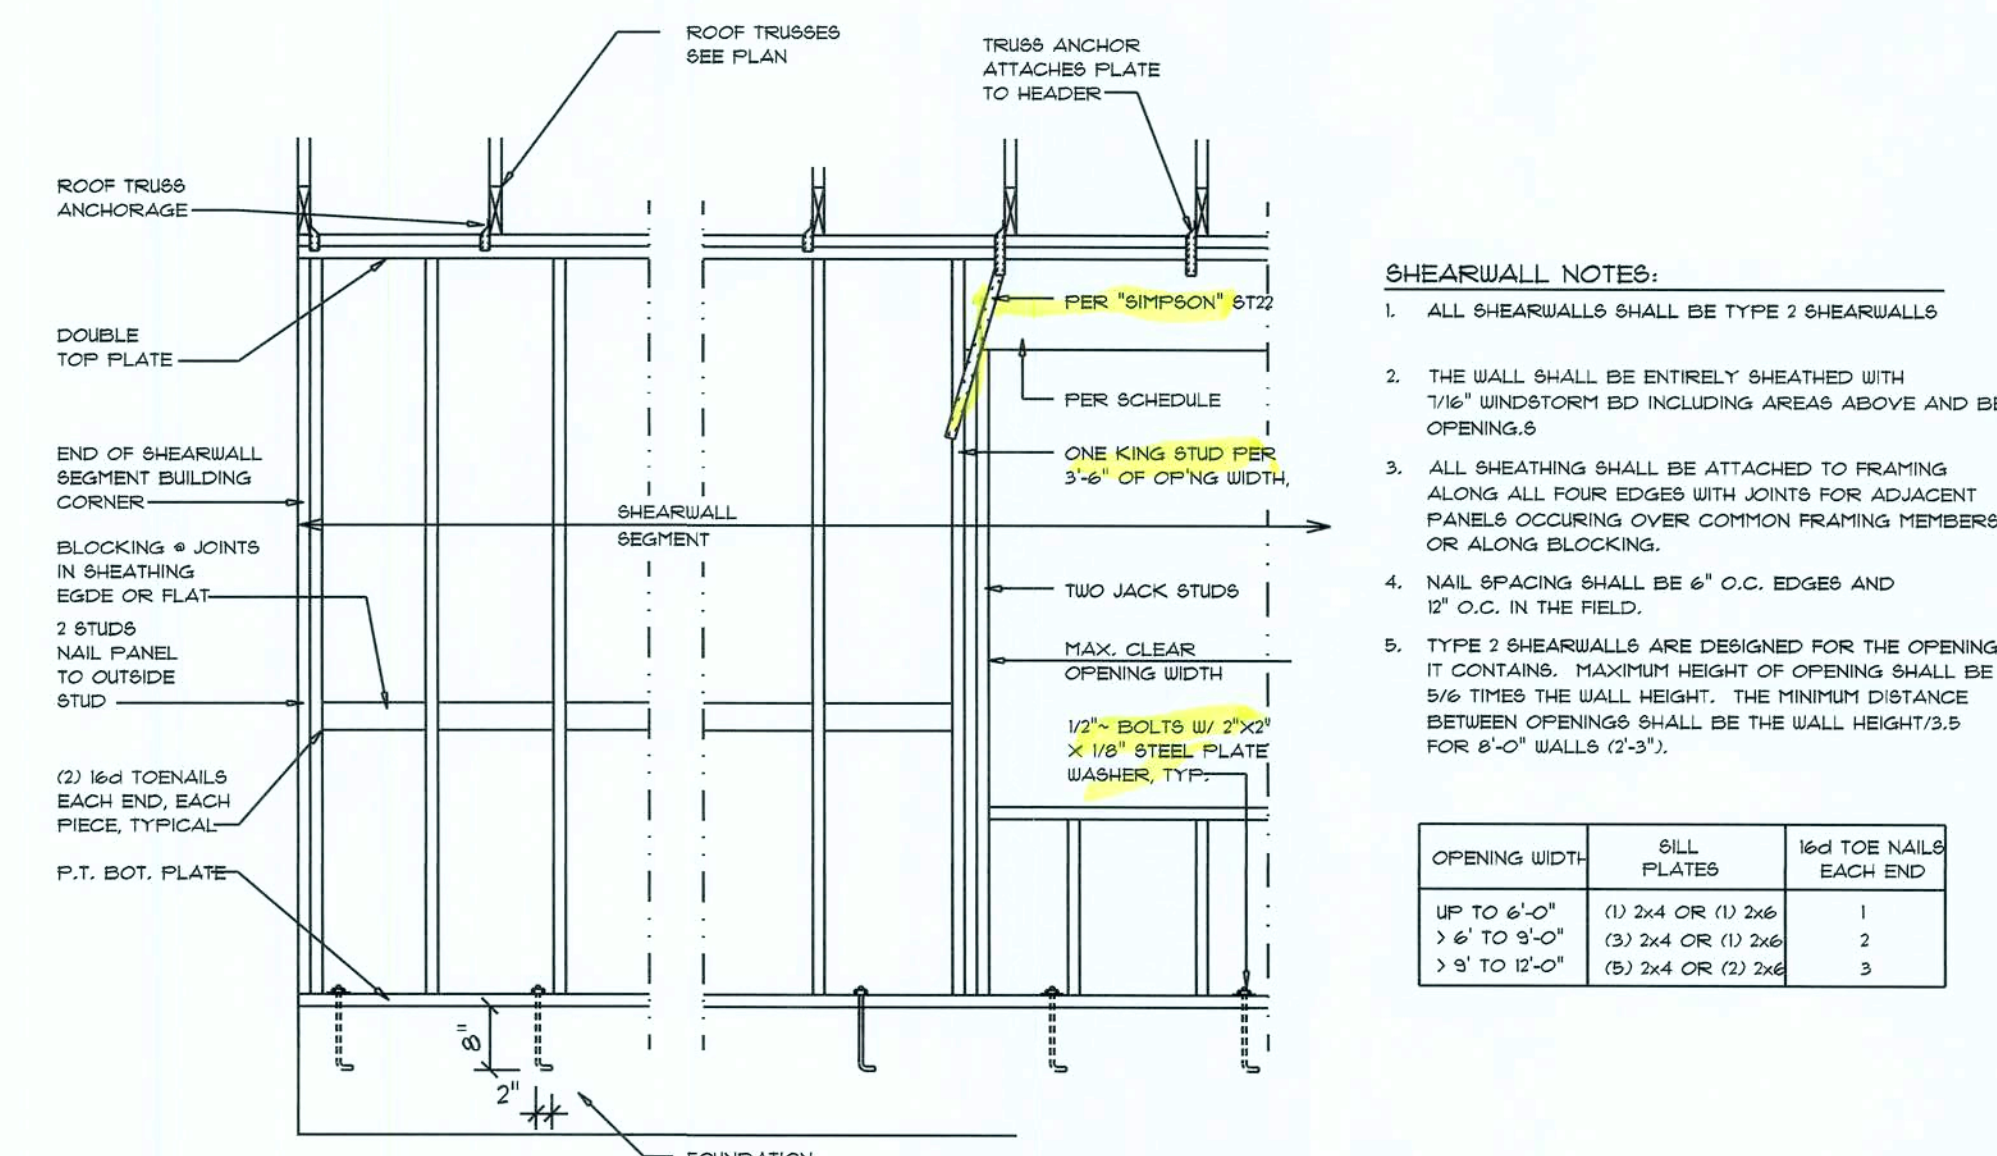 ROOF TRUSSES
SEE PLAN
TRUSS ANCHOR
ATTACHES PLATE
TO HEADER
ROOF TRUSS
ANCHORAGE
DOUBLE
TOP PLATE
END OF SHEARWALL
SEGMENT BUILDING
CORNER
BLOCKING @ JOINTS
IN SHEATHING
EGDE OR FLAT
2 STUDS
NAIL PANEL
TO OUTSIDE
STUD
(2) 16d TOENAILS
EACH END, EACH
PIECE, TYPICAL
P.T. BOT. PLATE
SHEARWALL
SEGMENT
8"
2"
PER "SIMPSON" ST22
PER SCHEDULE
ONE KING STUD PER
3'-6" OF OP'NG WIDTH,
TWO JACK STUDS
MAX. CLEAR
OPENING WIDTH
1/2"~ BOLTS W/ 2"X2"
X 1/8" STEEL PLATE
WASHER, TYP.
FOUNDATION
SHEARWALL NOTES:
1. ALL SHEARWALLS SHALL BE TYPE 2 SHEARWALLS
2. THE WALL SHALL BE ENTIRELY SHEATHED WITH
7/16" WINDSTORM BD INCLUDING AREAS ABOVE AND BE
OPENING.S
3. ALL SHEATHING SHALL BE ATTACHED TO FRAMING
ALONG ALL FOUR EDGES WITH JOINTS FOR ADJACENT
PANELS OCCURING OVER COMMON FRAMING MEMBERS
OR ALONG BLOCKING.
4. NAIL SPACING SHALL BE 6" O.C. EDGES AND
12" O.C. IN THE FIELD.
5. TYPE 2 SHEARWALLS ARE DESIGNED FOR THE OPENING
IT CONTAINS. MAXIMUM HEIGHT OF OPENING SHALL BE
5/6 TIMES THE WALL HEIGHT. THE MINIMUM DISTANCE
BETWEEN OPENINGS SHALL BE THE WALL HEIGHT/3.5
FOR 8'-0" WALLS (2'-3").
OPENING WIDTH SILL PLATES 16d TOE NAILS EACH END
UP TO 6'-0" (1) 2x4 OR (1) 2x6 1
> 6' TO 9'-0" (3) 2x4 OR (1) 2x6 2
> 9' TO 12'-0" (5) 2x4 OR (2) 2x6 3